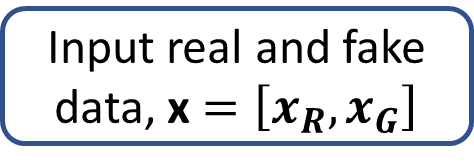 Input real and fake
data, x = [x_R, x_G]